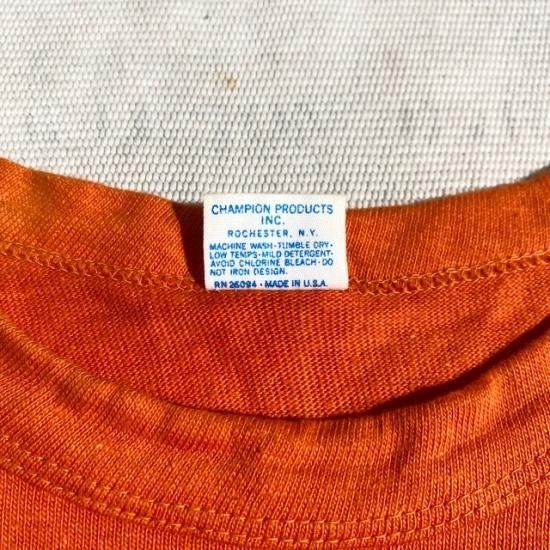 CHAMPION PRODUCTS
INC.
ROCHESTER, N.Y.
MACHINE WASH·TUMBLE DRY·
LOW TEMPS·MILD DETERGENT·
AVOID CHLORINE BLEACH·DO
NOT IRON DESIGN.
RN 26094 · MADE IN U.S.A.